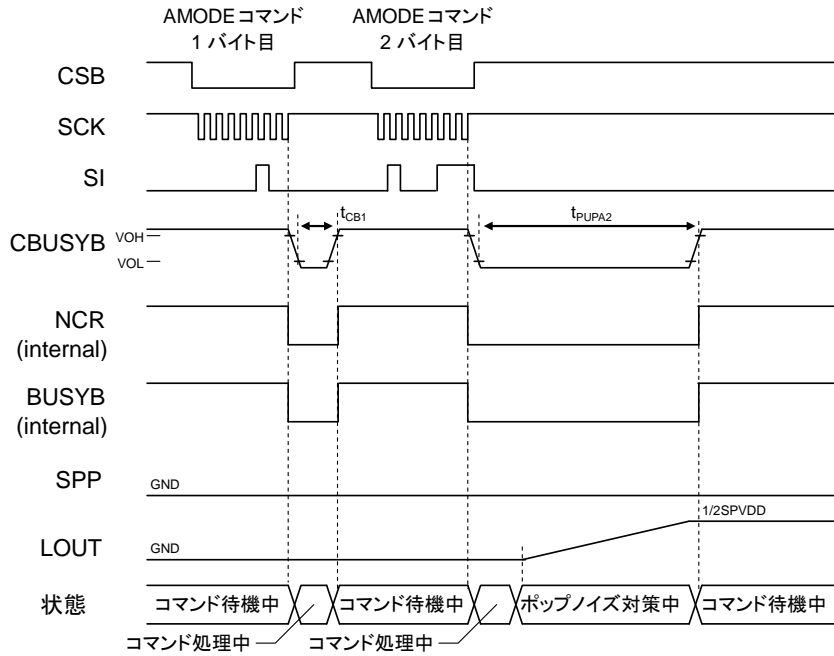 AMODEコマンド
1 バイト目
AMODEコマンド
2 バイト目
CSB
SCK
SI
CBUSYB
VOH
VOL
tCB1
tPUPA2
NCR
(internal)
BUSYB
(internal)
SPP
GND
LOUT
GND
1/2SPVDD
状態
コマンド待機中
コマンド待機中
ポップノイズ対策中
コマンド待機中
コマンド処理中
コマンド処理中